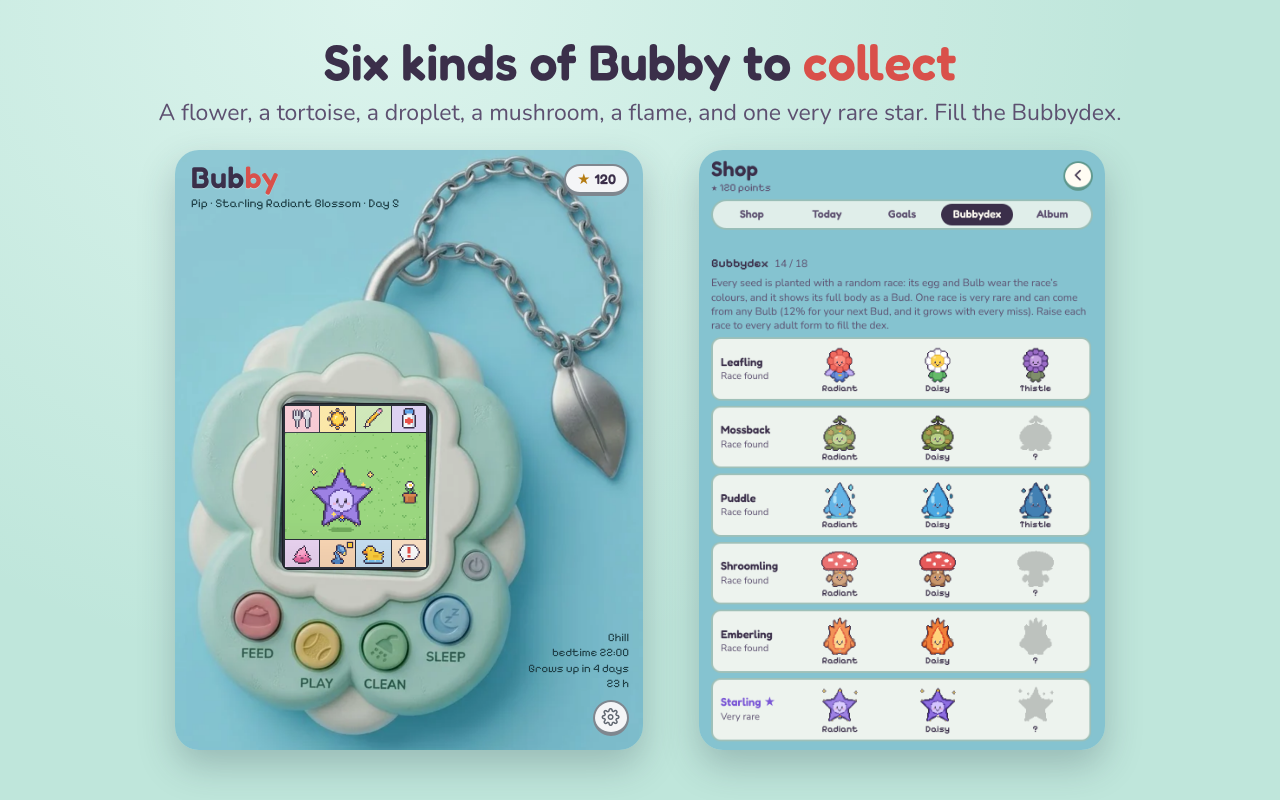 Six kinds of Bubby to collect
A flower, a tortoise, a droplet, a mushroom, a flame, and one very rare star. Fill the Bubbydex.
Bubby
★ 120
Pip · Starling Radiant Blossom · Day 8
FEED
PLAY
CLEAN
SLEEP
Chill
bedtime 22:00
Grows up in 4 days
23 h
Shop
★ 120 points
Shop Today Goals Bubbydex Album
Bubbydex 14 / 18
Every seed is planted with a random race: its egg and Bulb wear the race's
colours, and it shows its full body as a Bud. One race is very rare and can come
from any Bulb (12% for your next Bud, and it grows with every miss). Raise each
race to every adult form to fill the dex.
Leafling
Race found
Radiant Daisy Thistle
Mossback
Race found
Radiant Daisy ?
Puddle
Race found
Radiant Daisy Thistle
Shroomling
Race found
Radiant Daisy ?
Emberling
Race found
Radiant Daisy ?
Starling ★
Very rare
Radiant Daisy ?